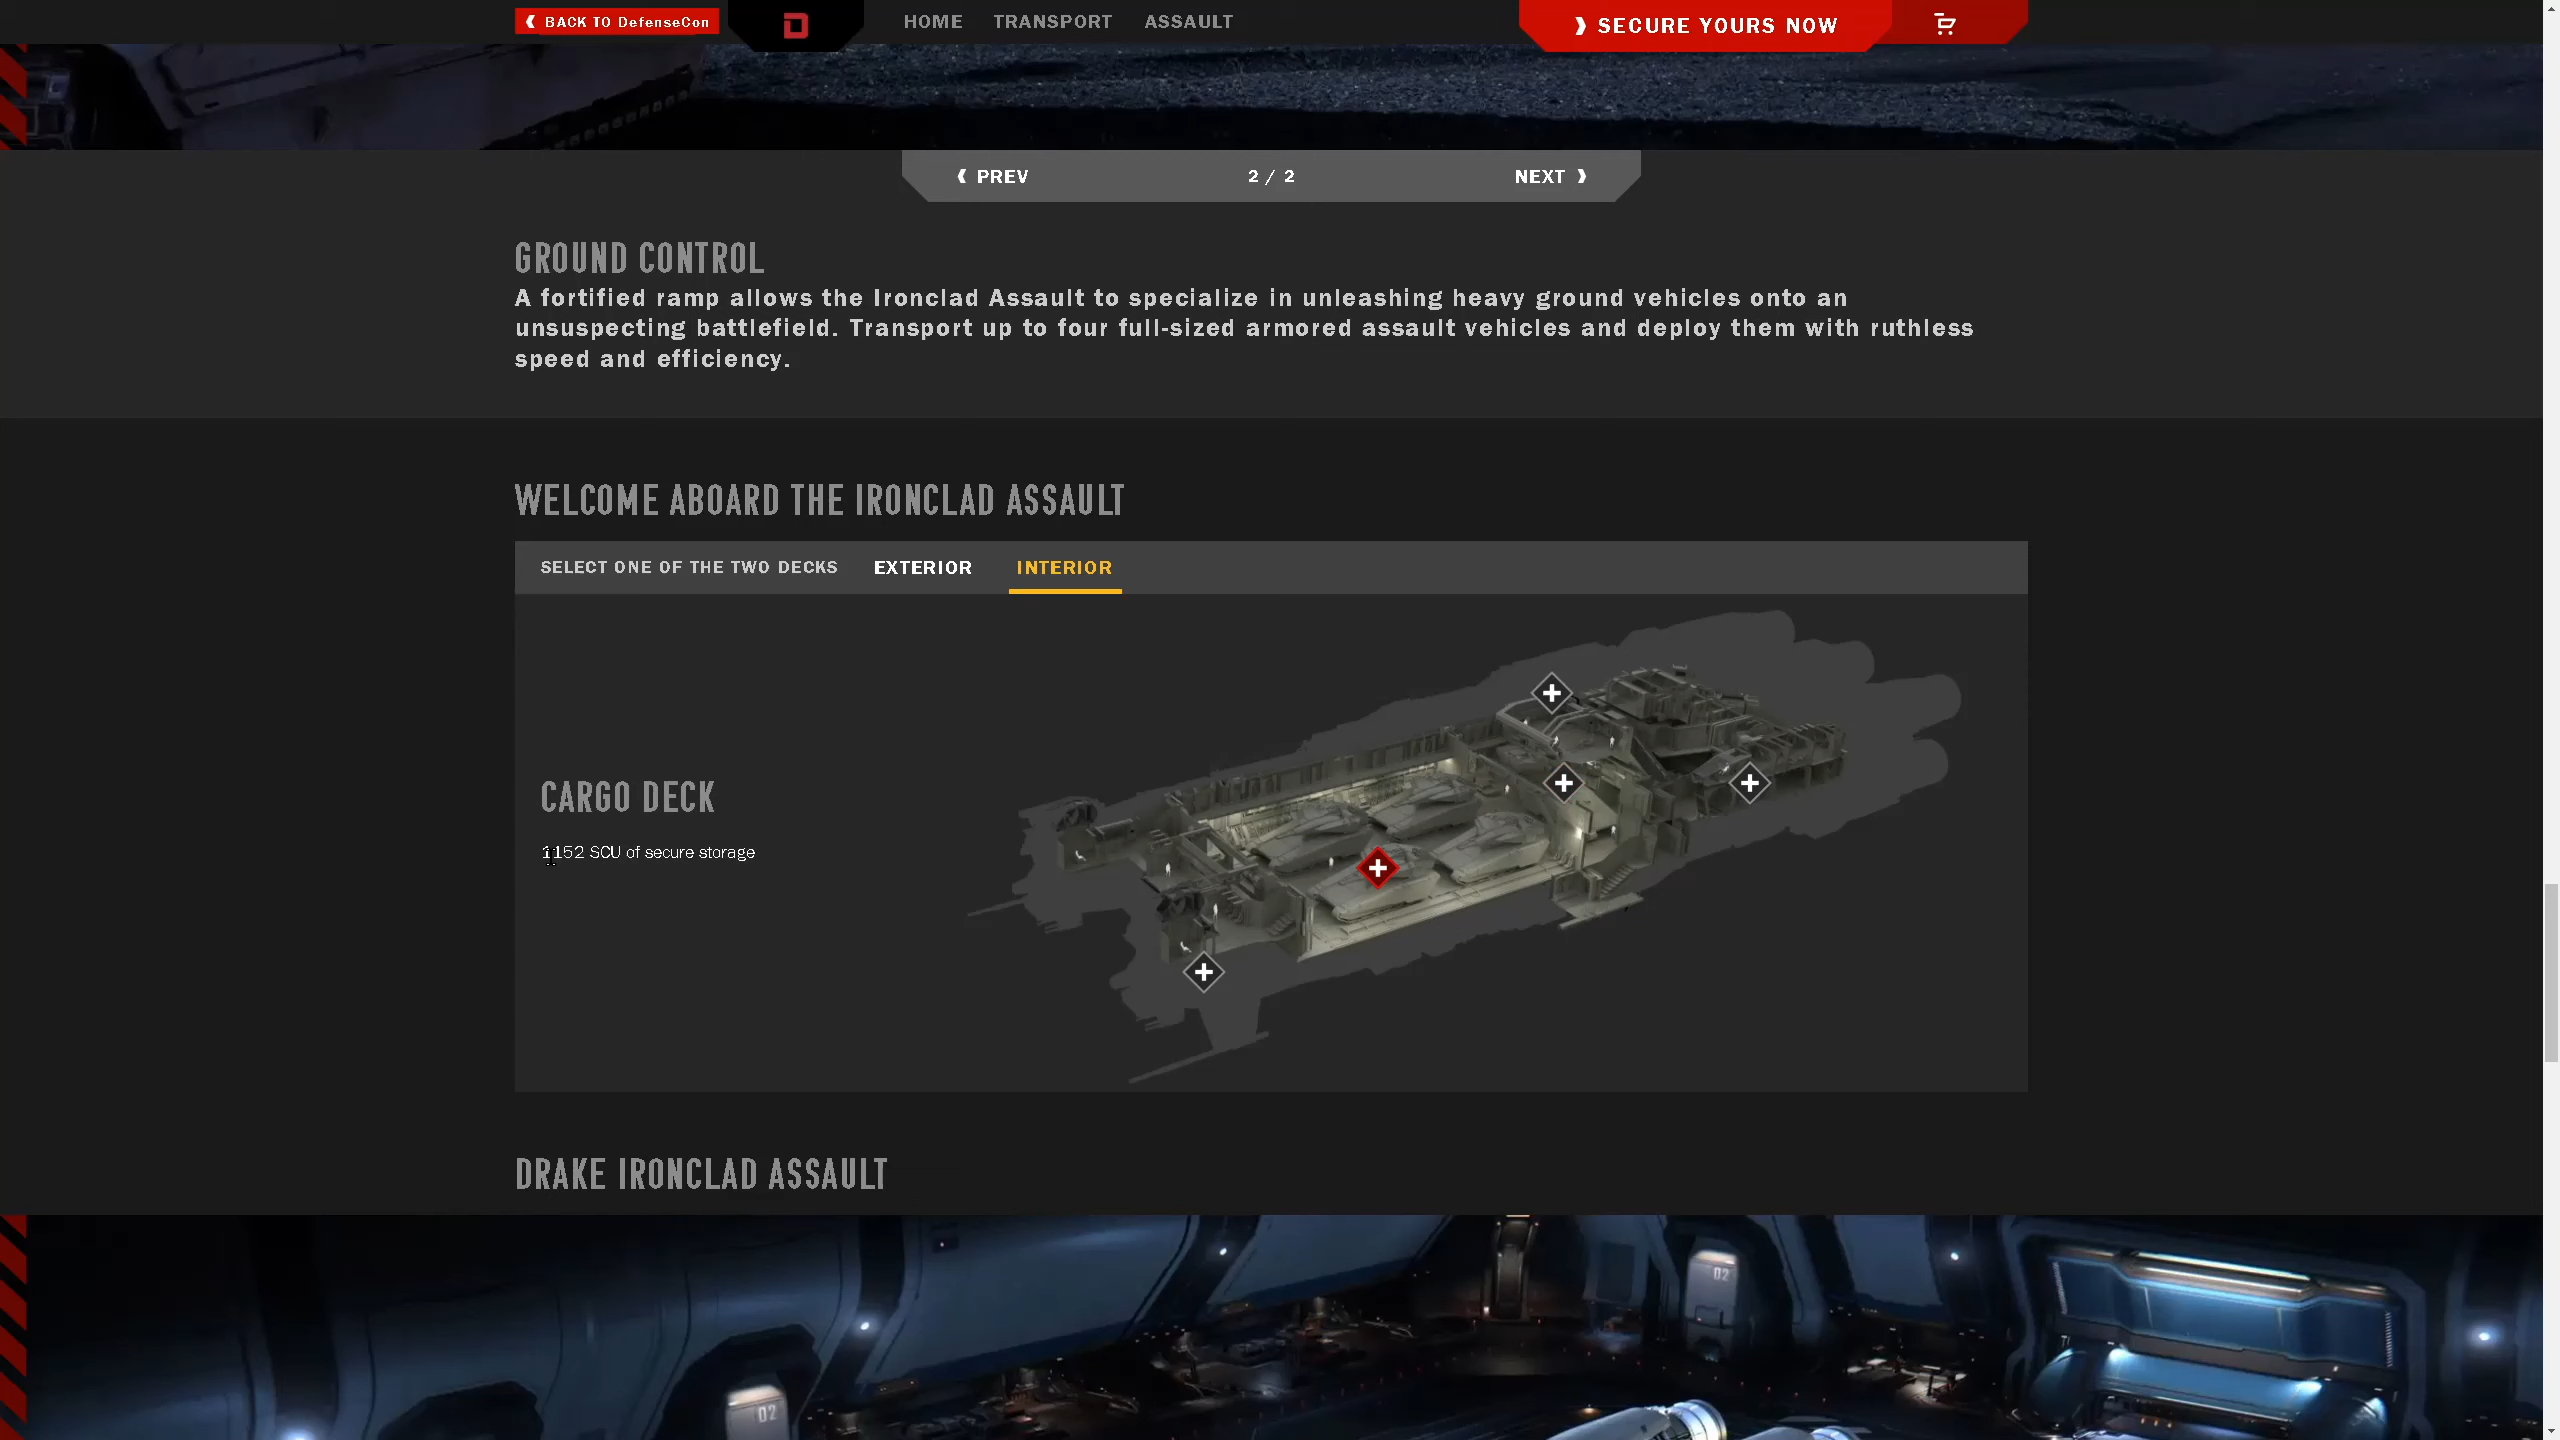 BACK TO DefenseCon
HOME
TRANSPORT
ASSAULT
SECURE YOURS NOW
PREV
2 / 2
NEXT
GROUND CONTROL
A fortified ramp allows the Ironclad Assault to specialize in unleashing heavy ground vehicles onto an
unsuspecting battlefield. Transport up to four full-sized armored assault vehicles and deploy them with ruthless
speed and efficiency.
WELCOME ABOARD THE IRONCLAD ASSAULT
SELECT ONE OF THE TWO DECKS
EXTERIOR
INTERIOR
CARGO DECK
1152 SCU of secure storage
DRAKE IRONCLAD ASSAULT
02
02